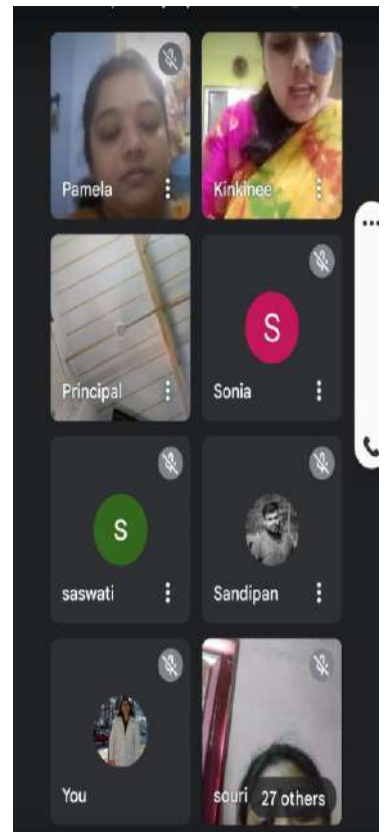 Pamela
Kinkinee
Principal
S
Sonia
S
saswati
Sandipan
You
souri
27 others